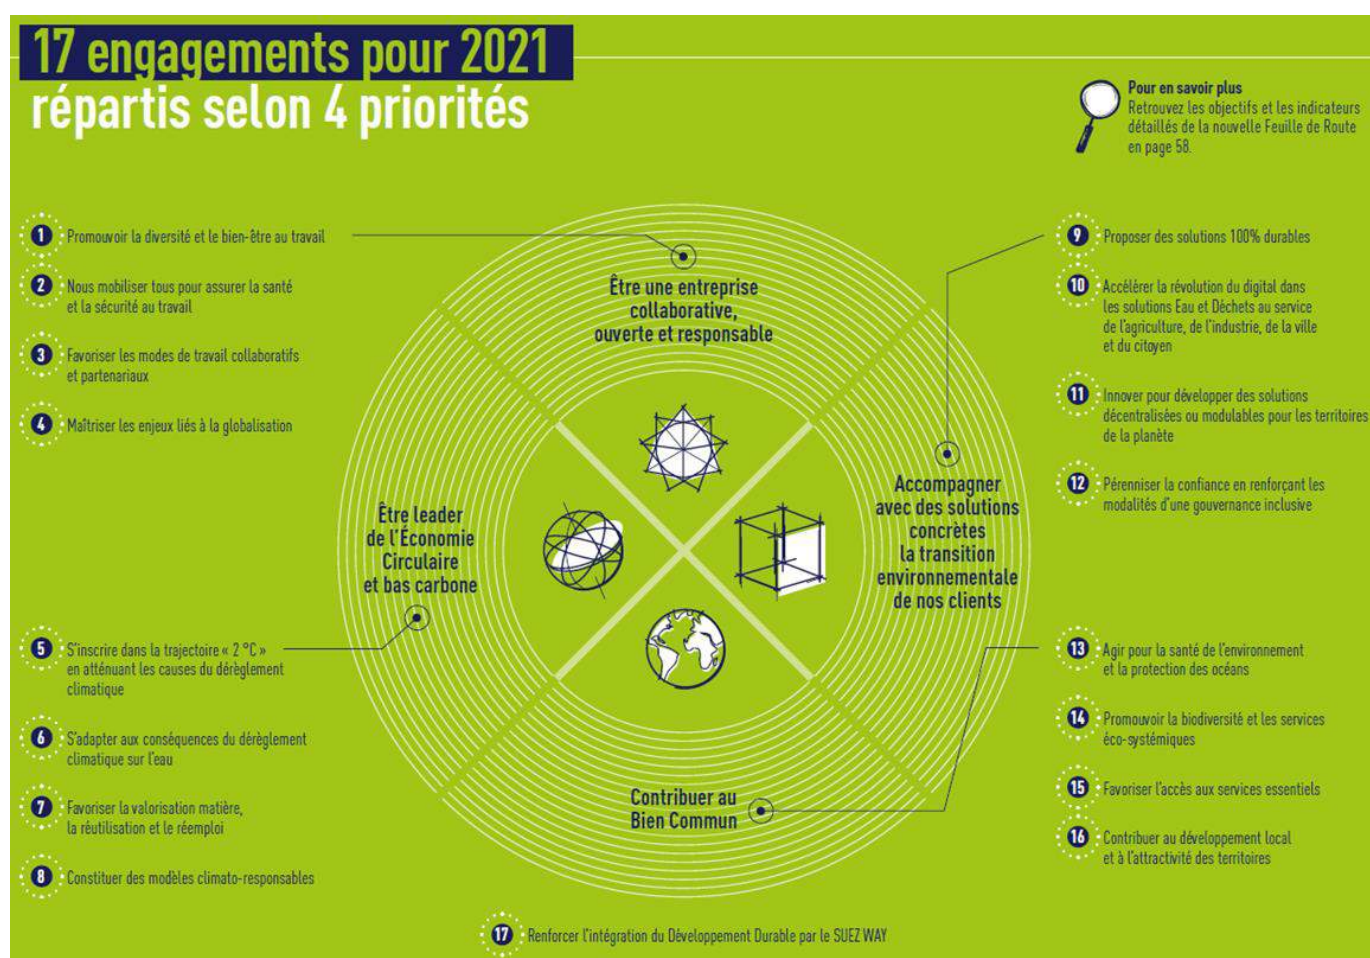 17 engagements pour 2021
répartis selon 4 priorités
Pour en savoir plus
Retrouvez les objectifs et les indicateurs
détaillés de la nouvelle Feuille de Route
en page 58.
1 Promouvoir la diversité et le bien-être au travail
2 Nous mobiliser tous pour assurer la santé
et la sécurité au travail
3 Favoriser les modes de travail collaboratifs
et partenariaux
4 Maîtriser les enjeux liés à la globalisation
Être une entreprise
collaborative,
ouverte et responsable
9 Proposer des solutions 100% durables
10 Accélérer la révolution du digital dans
les solutions Eau et Déchets au service
de l'agriculture, de l'industrie, de la ville
et du citoyen
11 Innover pour développer des solutions
décentralisées ou modulables pour les territoires
de la planète
12 Pérenniser la confiance en renforçant les
modalités d'une gouvernance inclusive
Être leader
de l'Économie
Circulaire
et bas carbone
Accompagner
avec des solutions
concrètes
la transition
environnementale
de nos clients
5 S'inscrire dans la trajectoire « 2 °C »
en atténuant les causes du dérèglement
climatique
6 S'adapter aux conséquences du dérèglement
climatique sur l'eau
7 Favoriser la valorisation matière,
la réutilisation et le réemploi
8 Constituer des modèles climato-responsables
Contribuer au
Bien Commun
13 Agir pour la santé de l'environnement
et la protection des océans
14 Promouvoir la biodiversité et les services
éco-systémiques
15 Favoriser l'accès aux services essentiels
16 Contribuer au développement local
et à l'attractivité des territoires
17 Renforcer l'intégration du Développement Durable par le SUEZ WAY